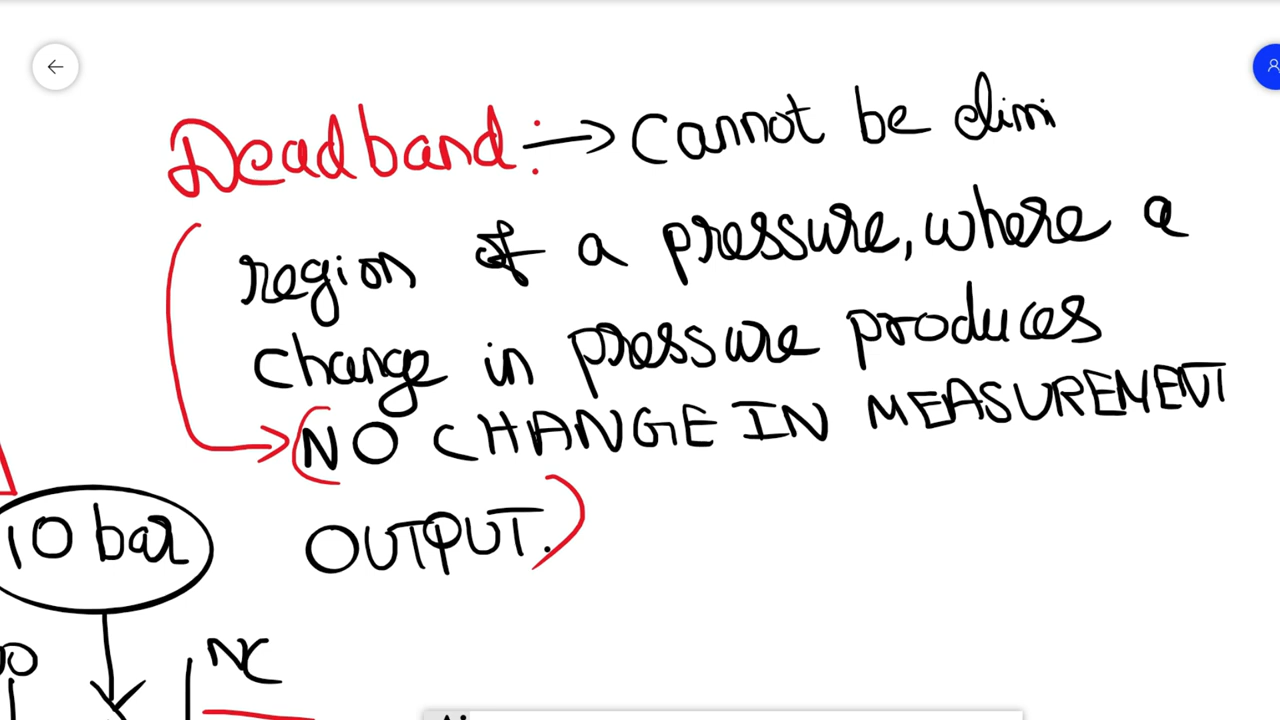 Deadband: → cannot be dimi
region of a pressure, where a
change in pressure produces
(NO CHANGE IN MEASUREMENT
OUTPUT.)
10 bar
NC